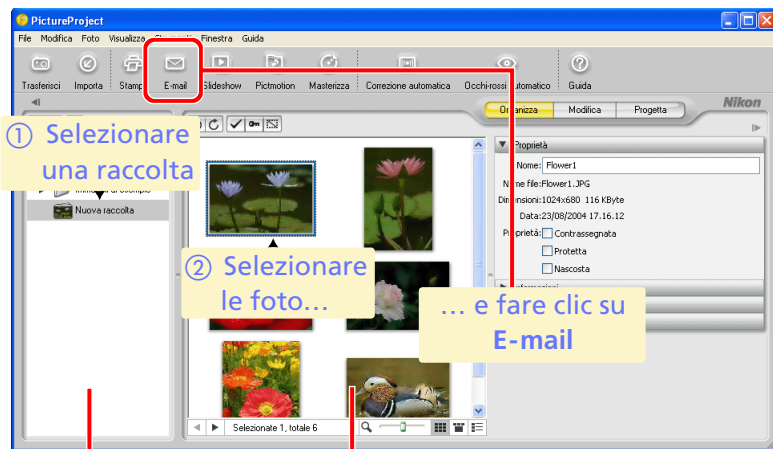 PictureProject
File Modifica Foto Visualizza Finestra Guida
Trasferisci Importa Stampa E-mail Slideshow Pictmotion Masterizza Correzione automatica Occhi-rossi automatico Guida
Organizza Modifica Progetta Nikon
① Selezionare
una raccolta
Nuova raccolta
Proprietà
Nome: Flower1
Nome file:Flower1.JPG
Dimensioni:1024x680 116 KByte
Data:23/08/2004 17.16.12
Proprietà: Contrassegnata
Protetta
Nascosta
② Selezionare
le foto…
… e fare clic su
E-mail
Selezionate 1, totale 6